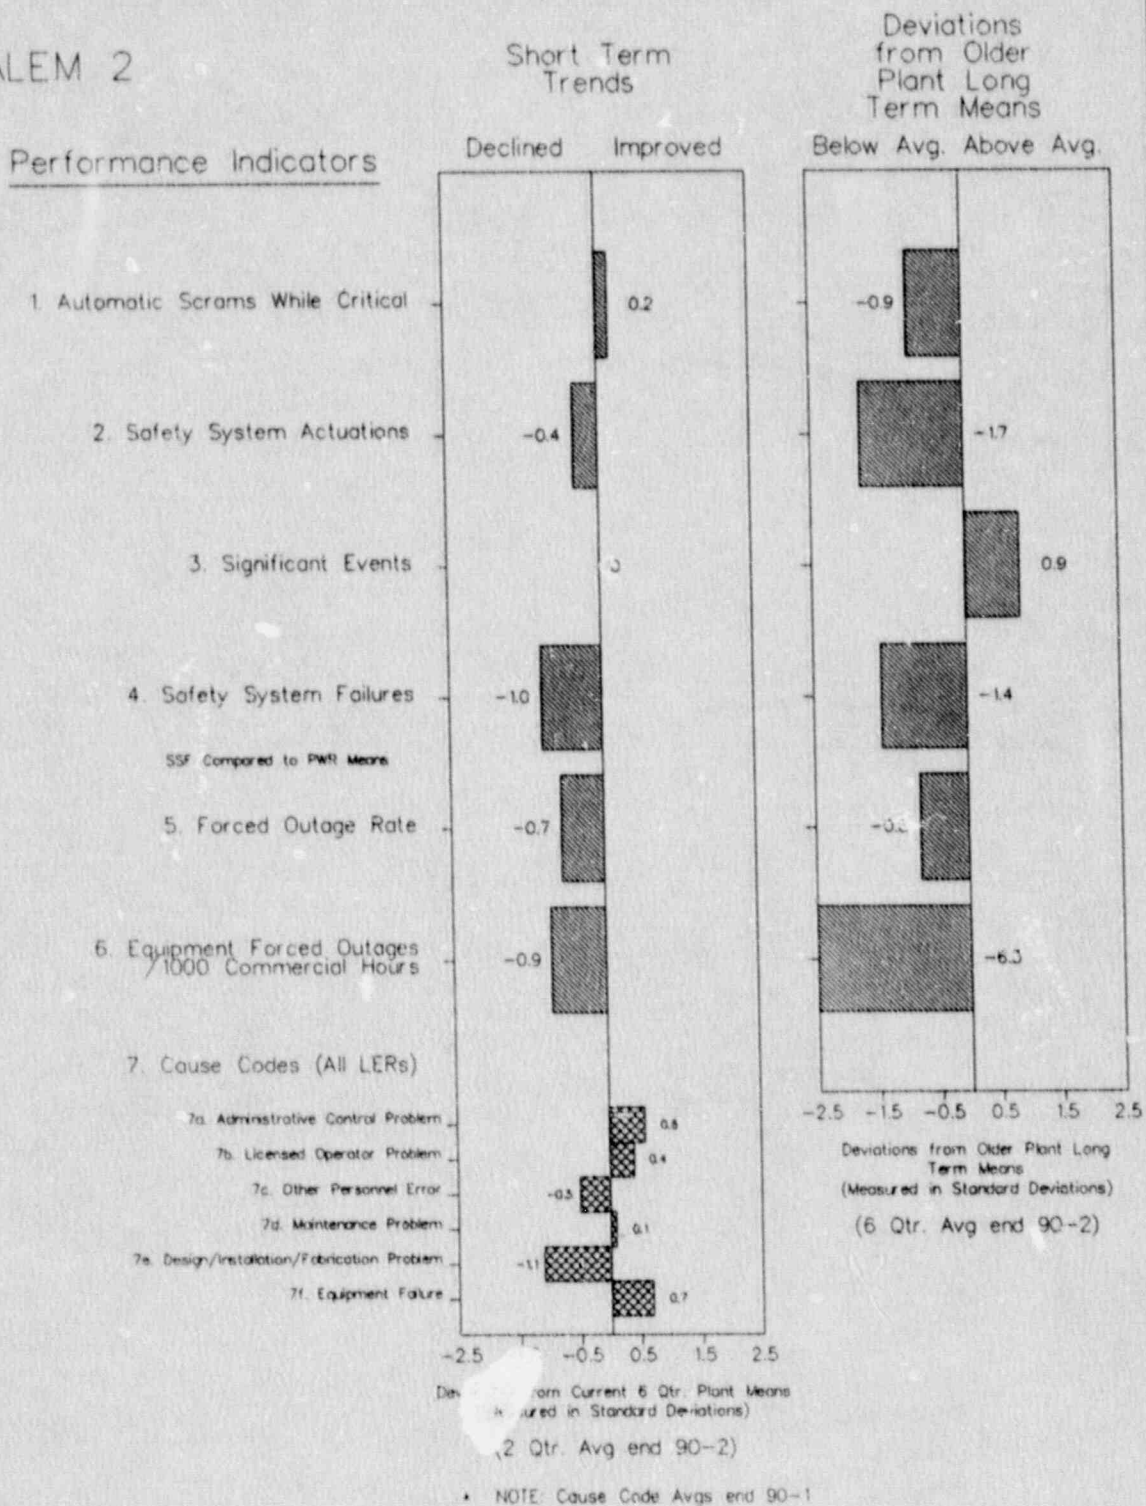 ALEM 2
Short Term
Trends
Deviations
from Older
Plant Long
Term Means
Performance Indicators
Declined Improved
Below Avg. Above Avg.
1. Automatic Scrams While Critical
0.2
-0.9
2. Safety System Actuations
-0.4
-1.7
3. Significant Events
0.9
4. Safety System Failures
-1.0
-1.4
SSF Compared to PWR Means
5. Forced Outage Rate
-0.7
6. Equipment Forced Outages
/1000 Commercial Hours
-0.9
7. Cause Codes (All LERs)
7a. Administrative Control Problem
7b. Licensed Operator Problem
0.4
7c. Other Personnel Error
-0.5
7d. Maintenance Problem
0.1
7e. Design/Installation/Fabrication Problem
-1.1
7f. Equipment Failure
0.7
-2.5 -0.5 0.5 1.5 2.5
from Current 6 Qtr. Plant Means
in Standard Deviations)
(2 Qtr. Avg end 90-2)
• NOTE: Cause Code Avgs end 90-1
-2.5 -1.5 -0.5 0.5 1.5 2.5
Deviations from Older Plant Long
Term Means
(Measured in Standard Deviations)
(6 Qtr. Avg end 90-2)